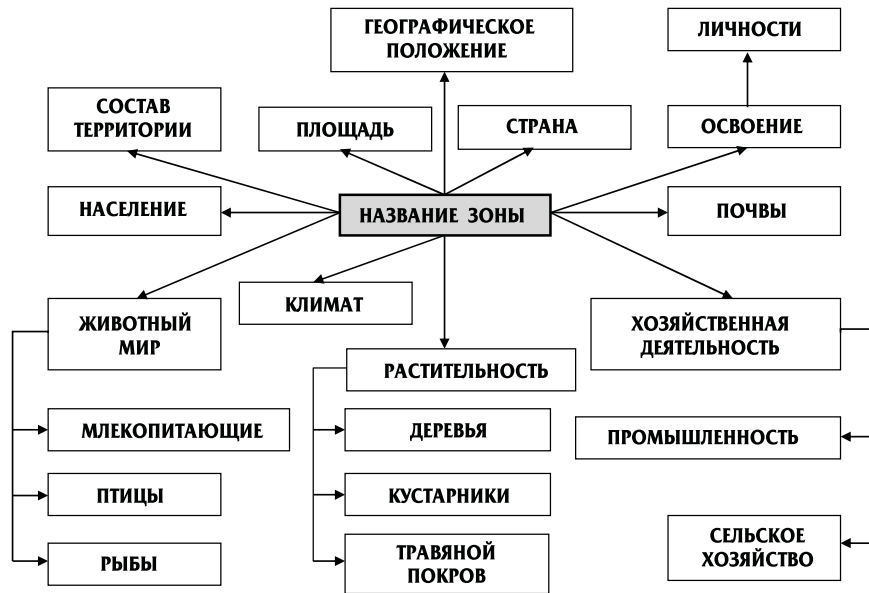 ГЕОГРАФИЧЕСКОЕ
ПОЛОЖЕНИЕ
ЛИЧНОСТИ
СОСТАВ
ТЕРРИТОРИИ
ПЛОЩАДЬ
СТРАНА
ОСВОЕНИЕ
НАСЕЛЕНИЕ
НАЗВАНИЕ ЗОНЫ
ПОЧВЫ
КЛИМАТ
ЖИВОТНЫЙ
МИР
ХОЗЯЙСТВЕННАЯ
ДЕЯТЕЛЬНОСТЬ
РАСТИТЕЛЬНОСТЬ
МЛЕКОПИТАЮЩИЕ
ДЕРЕВЬЯ
ПРОМЫШЛЕННОСТЬ
ПТИЦЫ
КУСТАРНИКИ
РЫБЫ
ТРАВЯНОЙ
ПОКРОВ
СЕЛЬСКОЕ
ХОЗЯЙСТВО